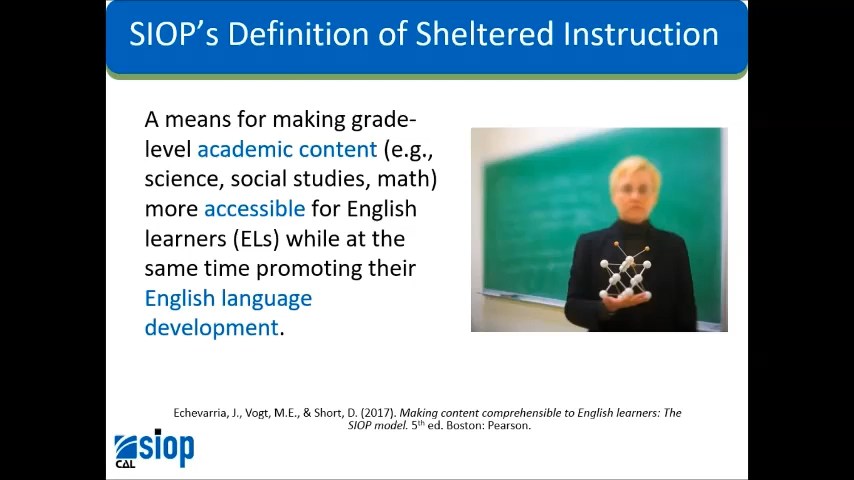 SIOP’s Definition of Sheltered Instruction
A means for making grade-
level academic content (e.g.,
science, social studies, math)
more accessible for English
learners (ELs) while at the
same time promoting their
English language
development.
Echevarria, J., Vogt, M.E., & Short, D. (2017). Making content comprehensible to English learners: The
SIOP model. 5th ed. Boston: Pearson.
siop
CAL